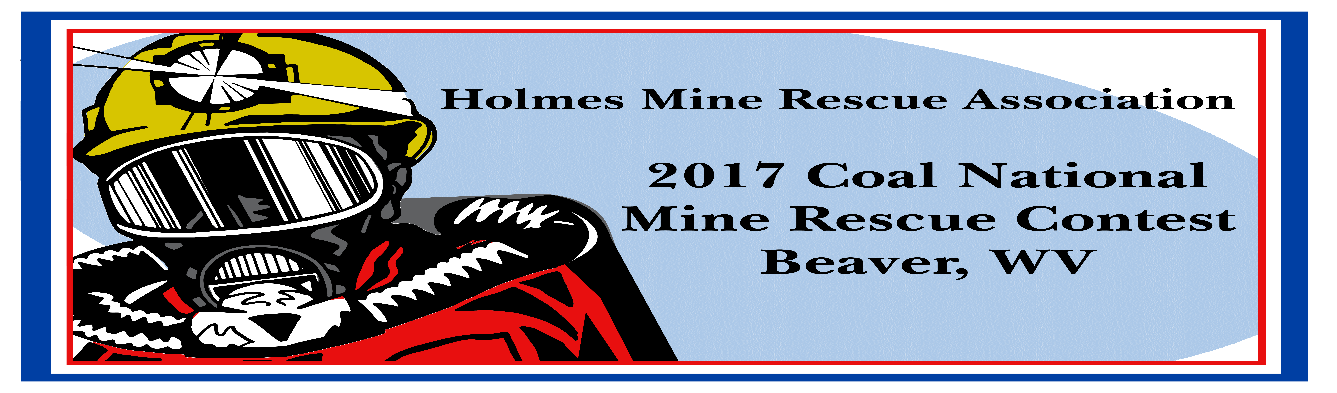 Holmes Mine Rescue Association
2017 Coal National
Mine Rescue Contest
Beaver, WV